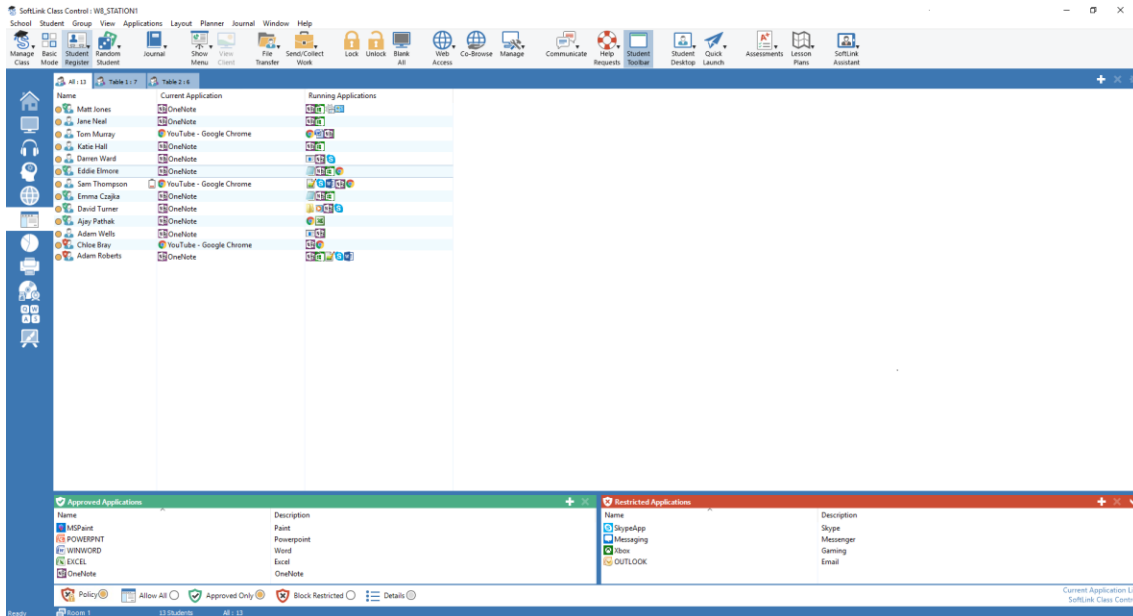 SoftLink Class Control : W8_STATION1
School Student Group View Applications Layout Planner Journal Window Help
Manage Class Basic Mode Student Register Random Student Journal Show Menu View Client File Transfer Send/Collect Work Lock Unlock Blank All Web Access Co-Browse Manage Communicate Help Requests Student Toolbar Student Desktop Quick Launch Assessments Lesson Plans SoftLink Assistant
All : 13 Table 1 : 7 Table 2 : 6
Name Current Application Running Applications
Matt Jones OneNote
Jane Neal OneNote
Tom Murray YouTube - Google Chrome
Katie Hall OneNote
Darren Ward OneNote
Eddie Elmore OneNote
Sam Thompson YouTube - Google Chrome
Emma Czajka OneNote
David Turner OneNote
Ajay Pathak OneNote
Adam Wells OneNote
Chloe Bray YouTube - Google Chrome
Adam Roberts OneNote
Approved Applications Restricted Applications
Name Description Name Description
MSPaint Paint SkypeApp Skype
POWERPNT Powerpoint Messaging Messenger
WINWORD Word Xbox Gaming
EXCEL Excel OUTLOOK Email
OneNote OneNote
Policy Allow All Approved Only Block Restricted Details
Current Application Li
SoftLink Class Contr
Ready Room 1 13 Students All : 13